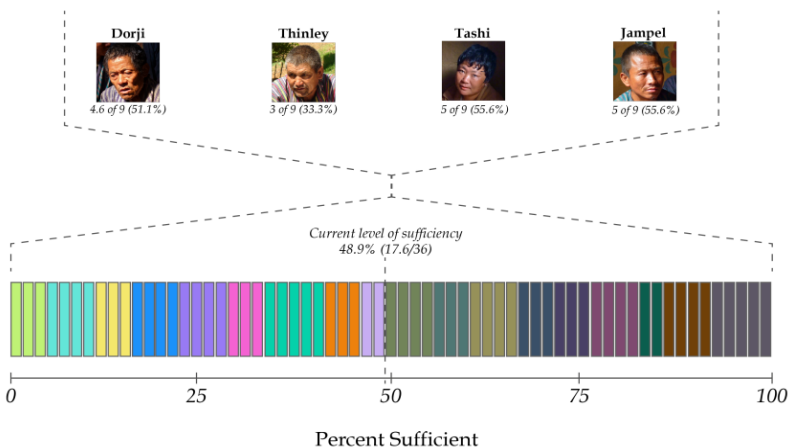 Dorji
Thinley
Tashi
Jampel
4.6 of 9 (51.1%)
3 of 9 (33.3%)
5 of 9 (55.6%)
5 of 9 (55.6%)
Current level of sufficiency
48.9% (17.6/36)
0
25
50
75
100
Percent Sufficient